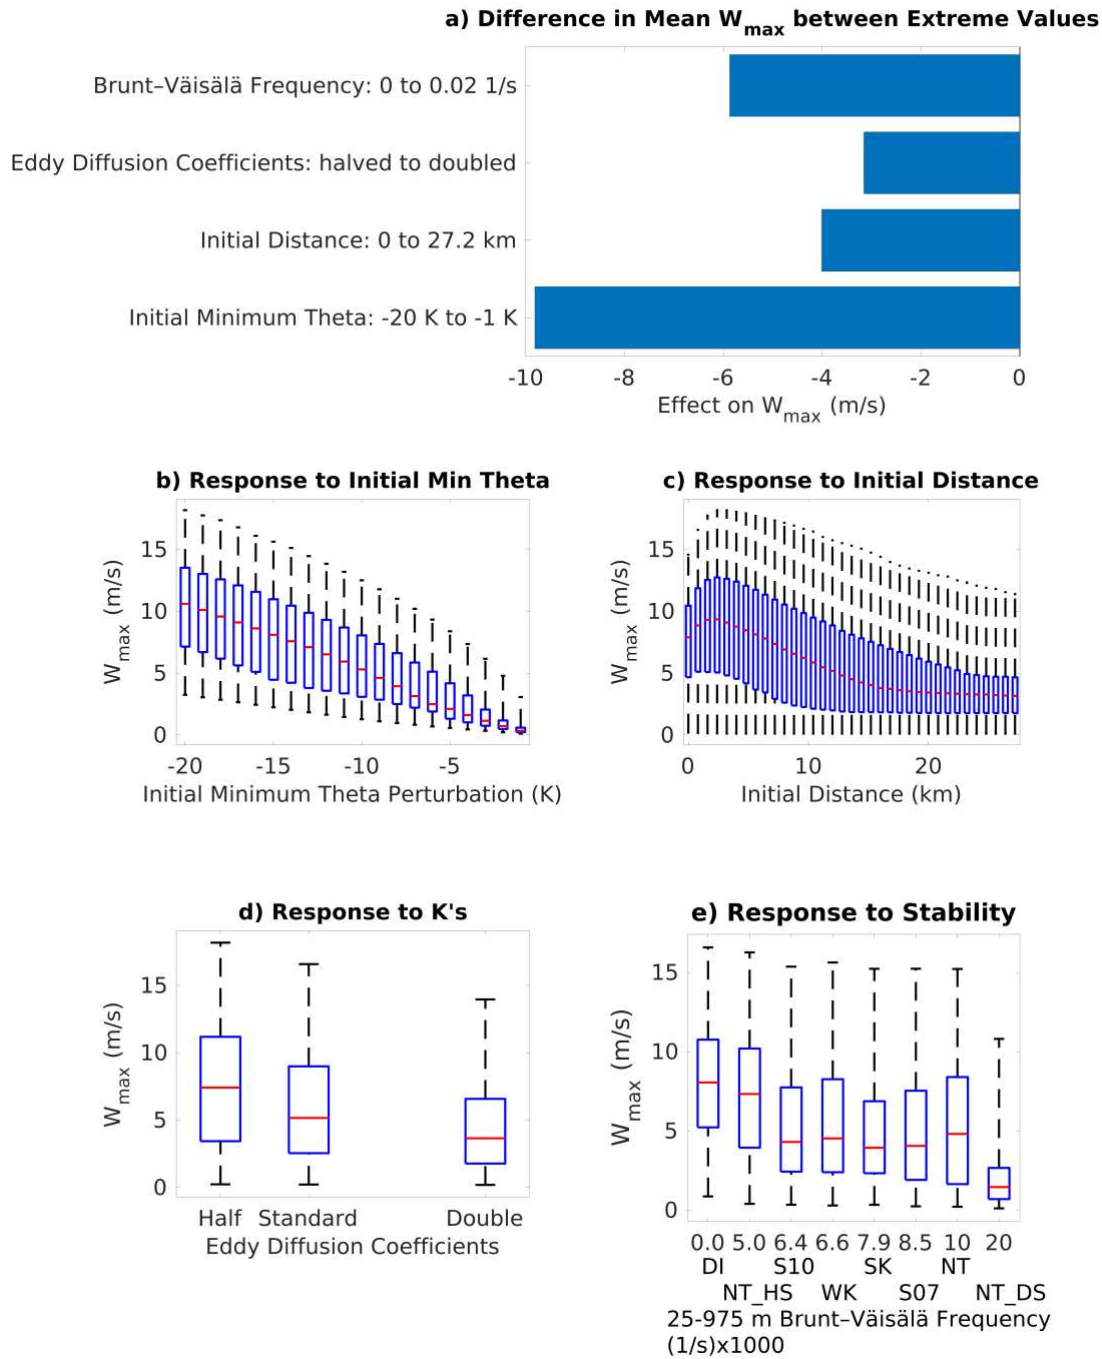 a) Difference in Mean Wmax between Extreme Values
Brunt–Väisälä Frequency: 0 to 0.02 1/s
Eddy Diffusion Coefficients: halved to doubled
Initial Distance: 0 to 27.2 km
Initial Minimum Theta: -20 K to -1 K
-10 -8 -6 -4 -2 0
Effect on Wmax (m/s)
b) Response to Initial Min Theta
Wmax (m/s)
15
10
5
0
-20 -15 -10 -5
Initial Minimum Theta Perturbation (K)
c) Response to Initial Distance
Wmax (m/s)
15
10
5
0
0 10 20
Initial Distance (km)
d) Response to K's
Wmax (m/s)
15
10
5
0
Half Standard Double
Eddy Diffusion Coefficients
e) Response to Stability
Wmax (m/s)
15
10
5
0
0.0 5.0 6.4 6.6 7.9 8.5 10 20
DI S10 SK NT
NT_HS WK S07 NT_DS
25-975 m Brunt–Väisälä Frequency
(1/s)x1000